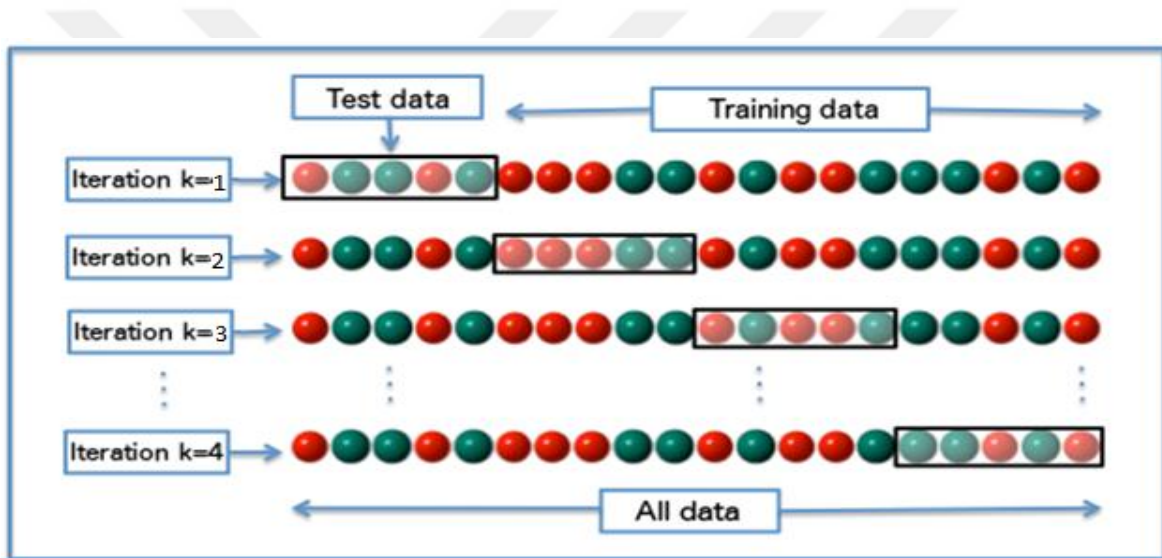 Test data
Training data
Iteration k=1
Iteration k=2
Iteration k=3
Iteration k=4
All data